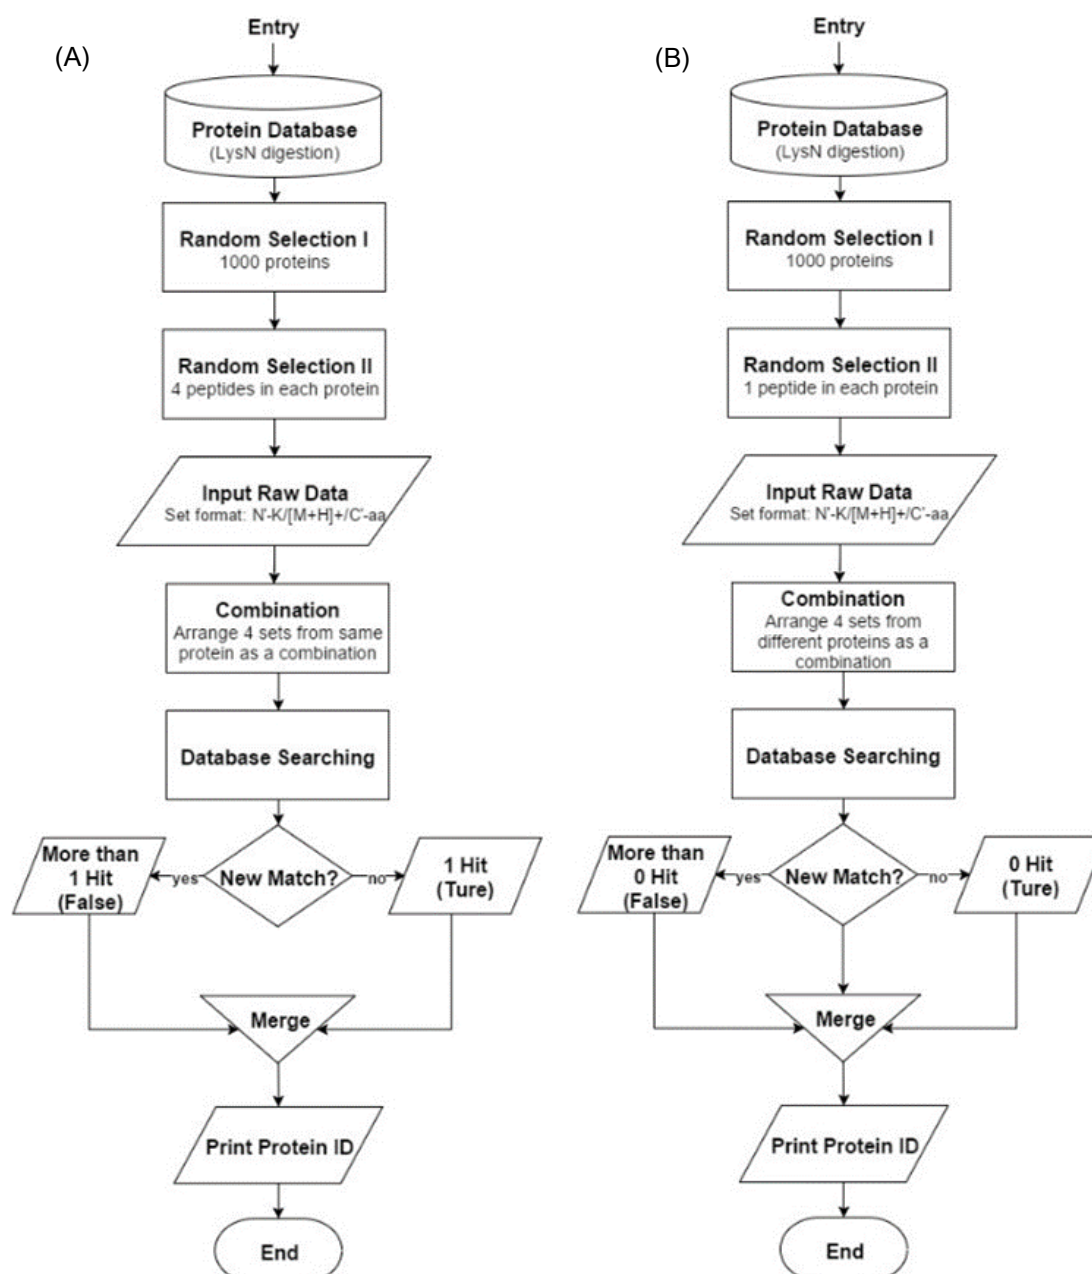 (A)
Entry
Protein Database
(LysN digestion)
Random Selection I
1000 proteins
Random Selection II
4 peptides in each protein
Input Raw Data
Set format: N'-K/[M+H]+/C'-aa
Combination
Arrange 4 sets from same
protein as a combination
Database Searching
New Match?
yes
no
More than
1 Hit
(False)
1 Hit
(Ture)
Merge
Print Protein ID
End
(B)
Entry
Protein Database
(LysN digestion)
Random Selection I
1000 proteins
Random Selection II
1 peptide in each protein
Input Raw Data
Set format: N'-K/[M+H]+/C'-aa
Combination
Arrange 4 sets from
different proteins as a
combination
Database Searching
New Match?
yes
no
More than
0 Hit
(False)
0 Hit
(Ture)
Merge
Print Protein ID
End